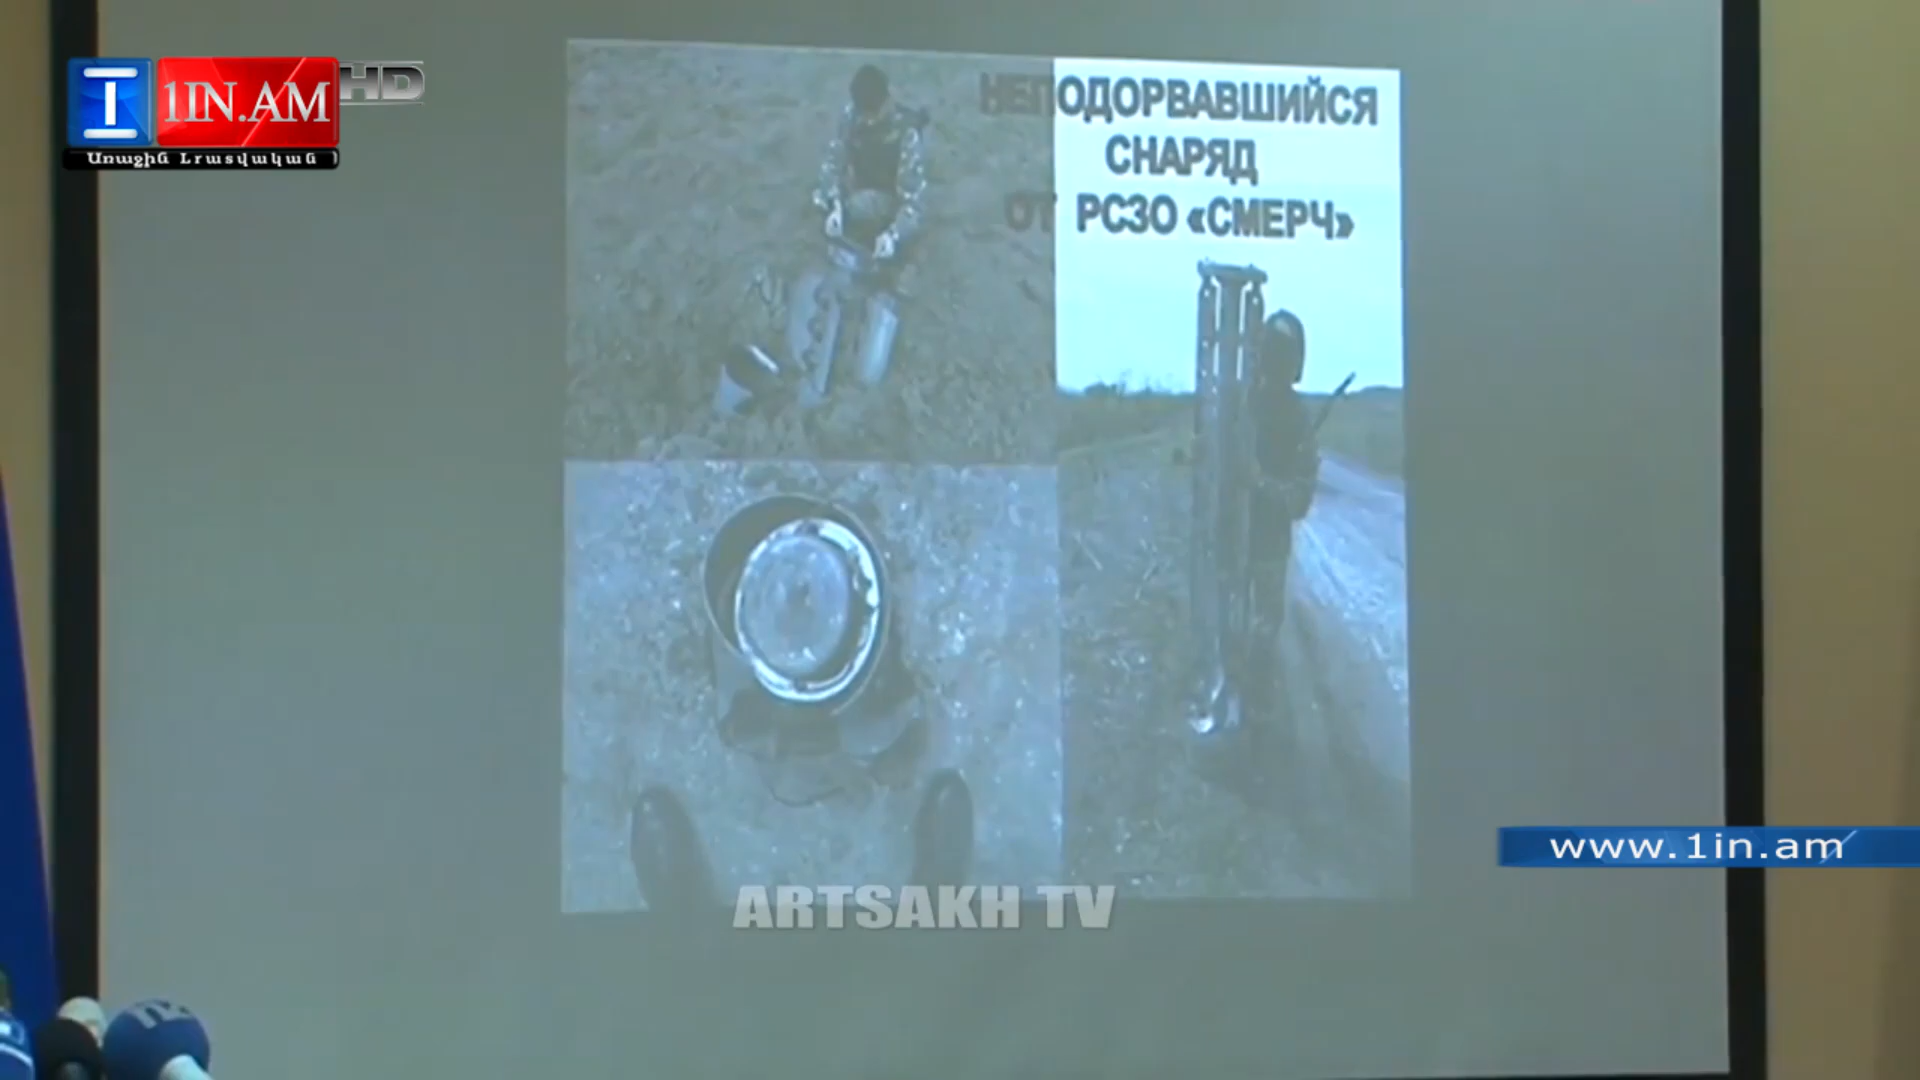 1IN.AM HD
Առաջին Լրատվական
НЕПОДОРВАВШИЙСЯ
СНАРЯД
ОТ РСЗО «СМЕРЧ»
www.1in.am
ARTSAKH TV